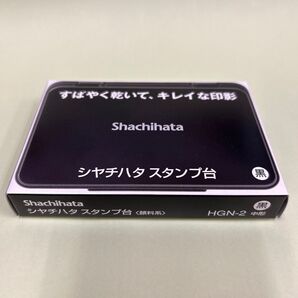 すばやく乾いて、キレイな印影
Shachihata
シヤチハタ スタンプ台
黒
Shachihata
シヤチハタ スタンプ台〈顔料系〉
HGN-2 中形
黒